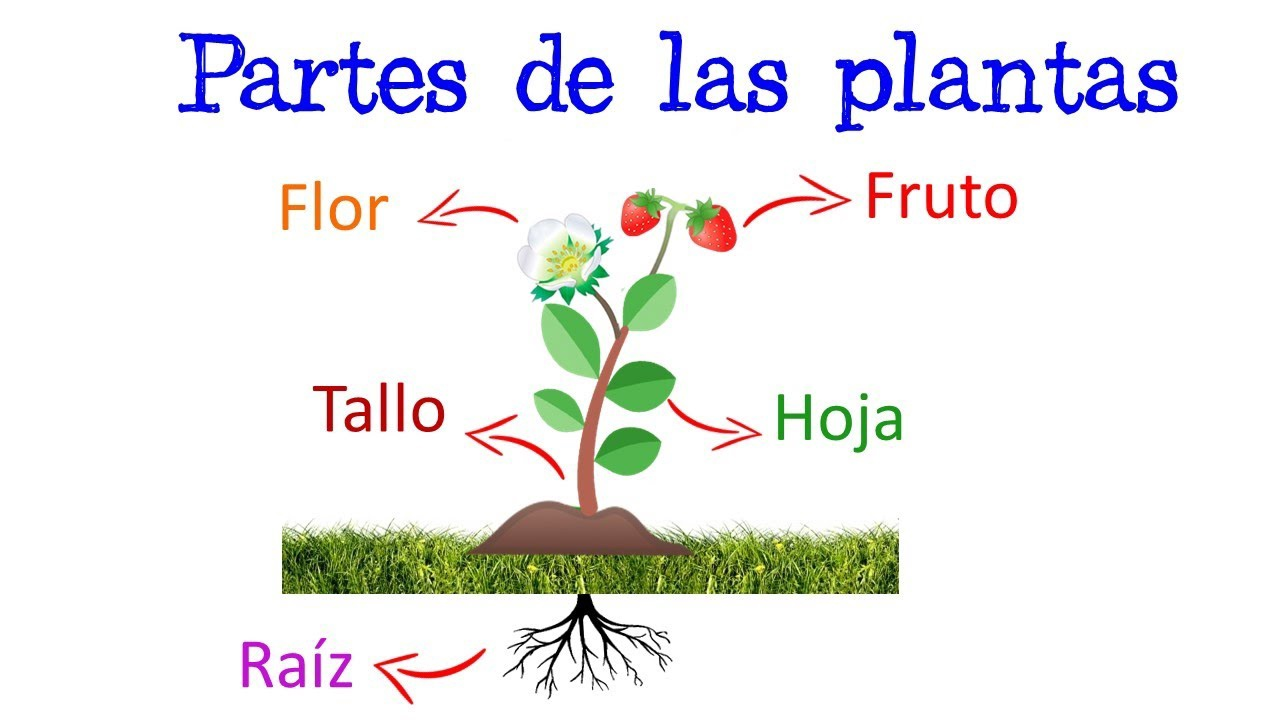 Partes de las plantas
Flor
Fruto
Tallo
Hoja
Raíz